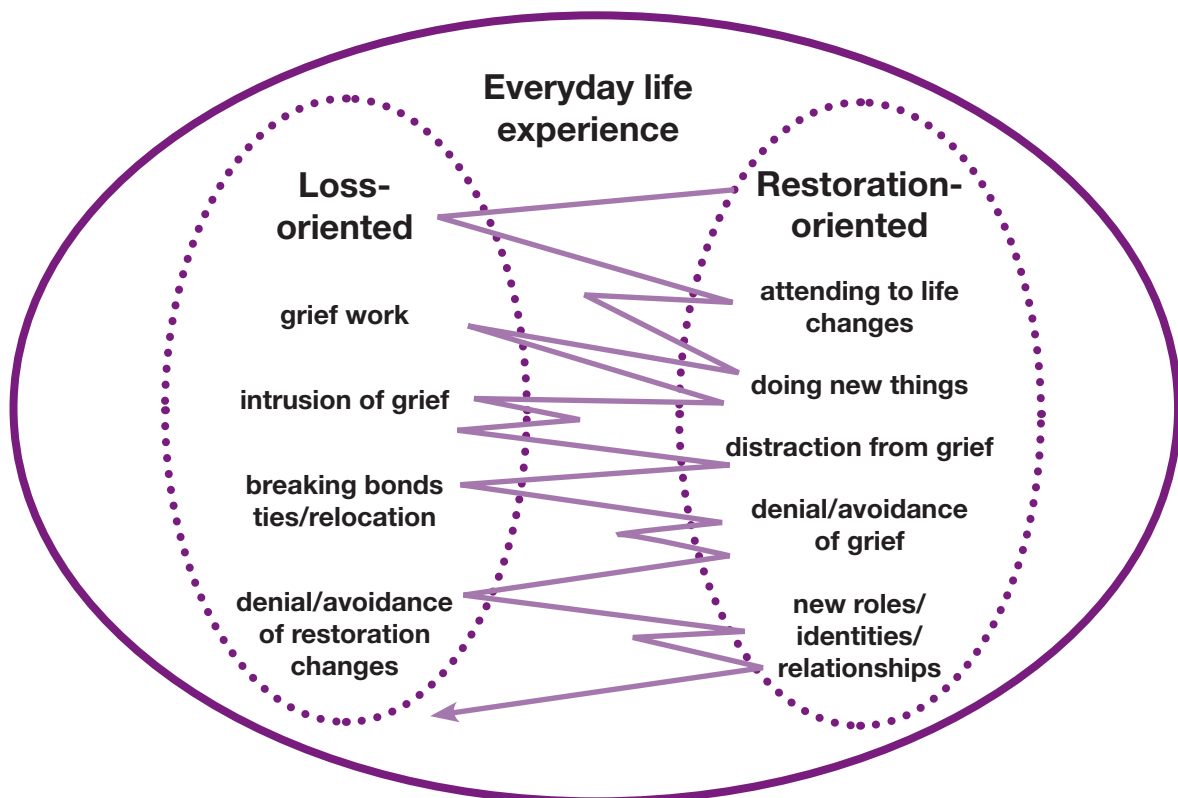 Everyday life
experience
Loss-
oriented
grief work
intrusion of grief
breaking bonds
ties/relocation
denial/avoidance
of restoration
changes
Restoration-
oriented
attending to life
changes
doing new things
distraction from grief
denial/avoidance
of grief
new roles/
identities/
relationships